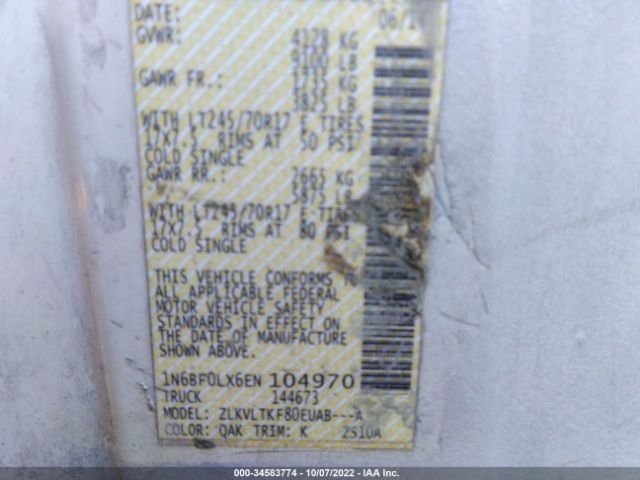 DATE: 06/14
GVWR: 4128 KG
9100 LB
GAWR FR.: 1735 KG
3825 LB
WITH LT245/70R17 E TIRES
17X7.5 RIMS AT 50 PSI
COLD SINGLE
GAWR RR.: 2665 KG
5875 LB
WITH LT245/70R17 E TIRES
17X7.5 RIMS AT 80 PSI
COLD SINGLE
THIS VEHICLE CONFORMS
ALL APPLICABLE FEDERAL
MOTOR VEHICLE SAFETY
STANDARDS IN EFFECT ON
THE DATE OF MANUFACTURE
SHOWN ABOVE.
1N6BF0LX6EN 104970
TRUCK 144673
MODEL: ZLKVLTKF80EUAB---A
COLOR: QAK TRIM: K 2S10A
000-34583774 - 10/07/2022 - IAA Inc.